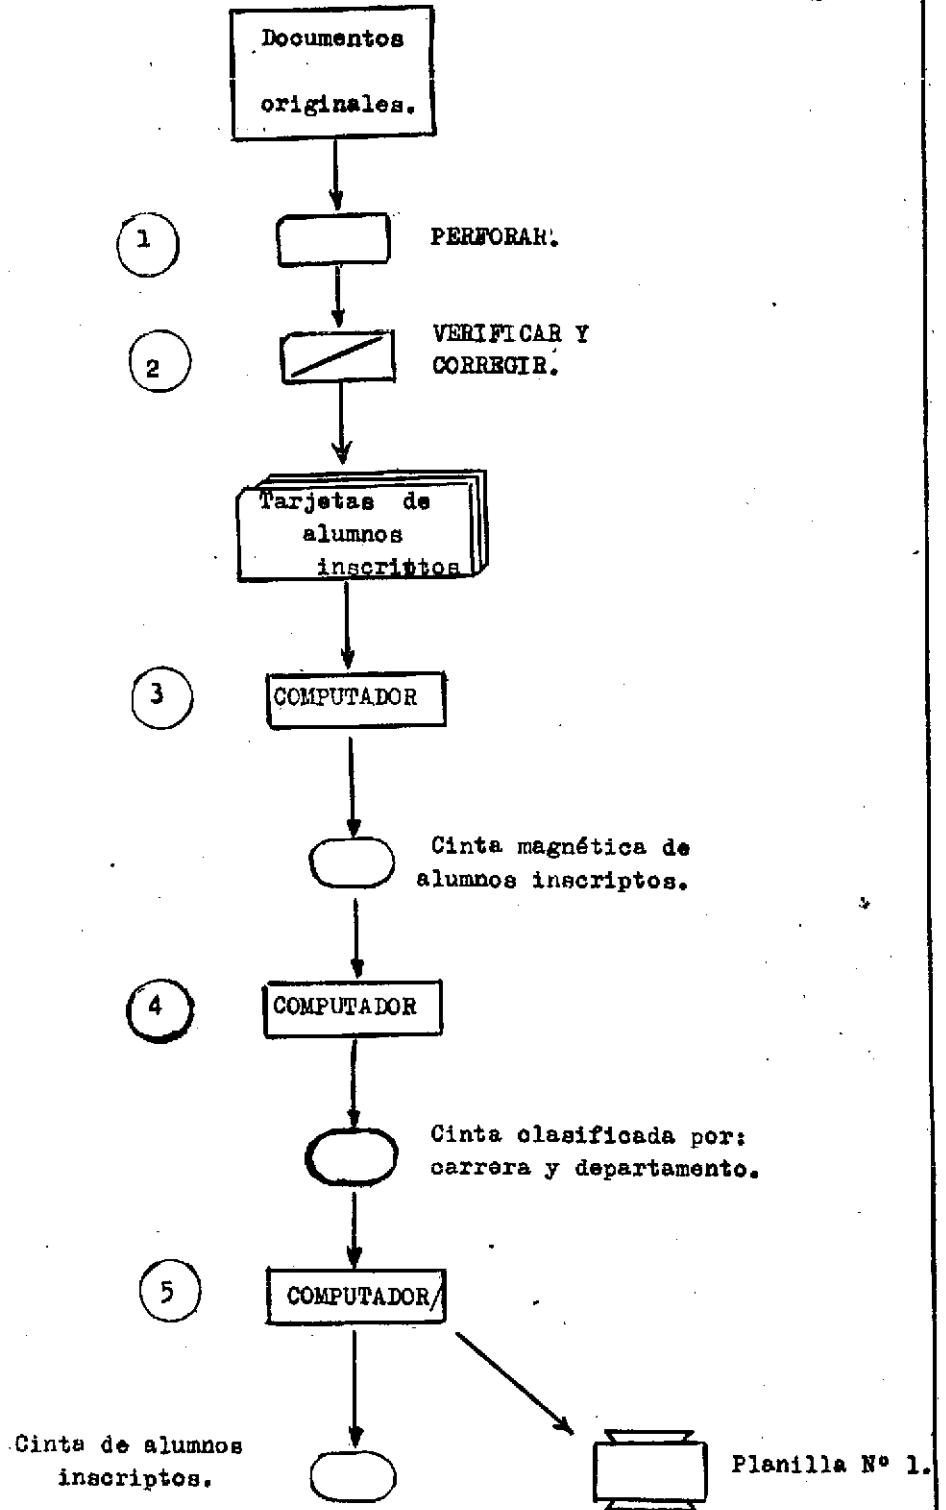 Documentos
originales.
1
PERFORAR.
2
VERIFICAR Y
CORREGIR.
Tarjetas de
alumnos
inscriptos
3
COMPUTADOR
Cinta magnética de
alumnos inscriptos.
4
COMPUTADOR
Cinta clasificada por:
carrera y departamento.
5
COMPUTADOR/
Cinta de alumnos
inscriptos.
Planilla Nº 1.